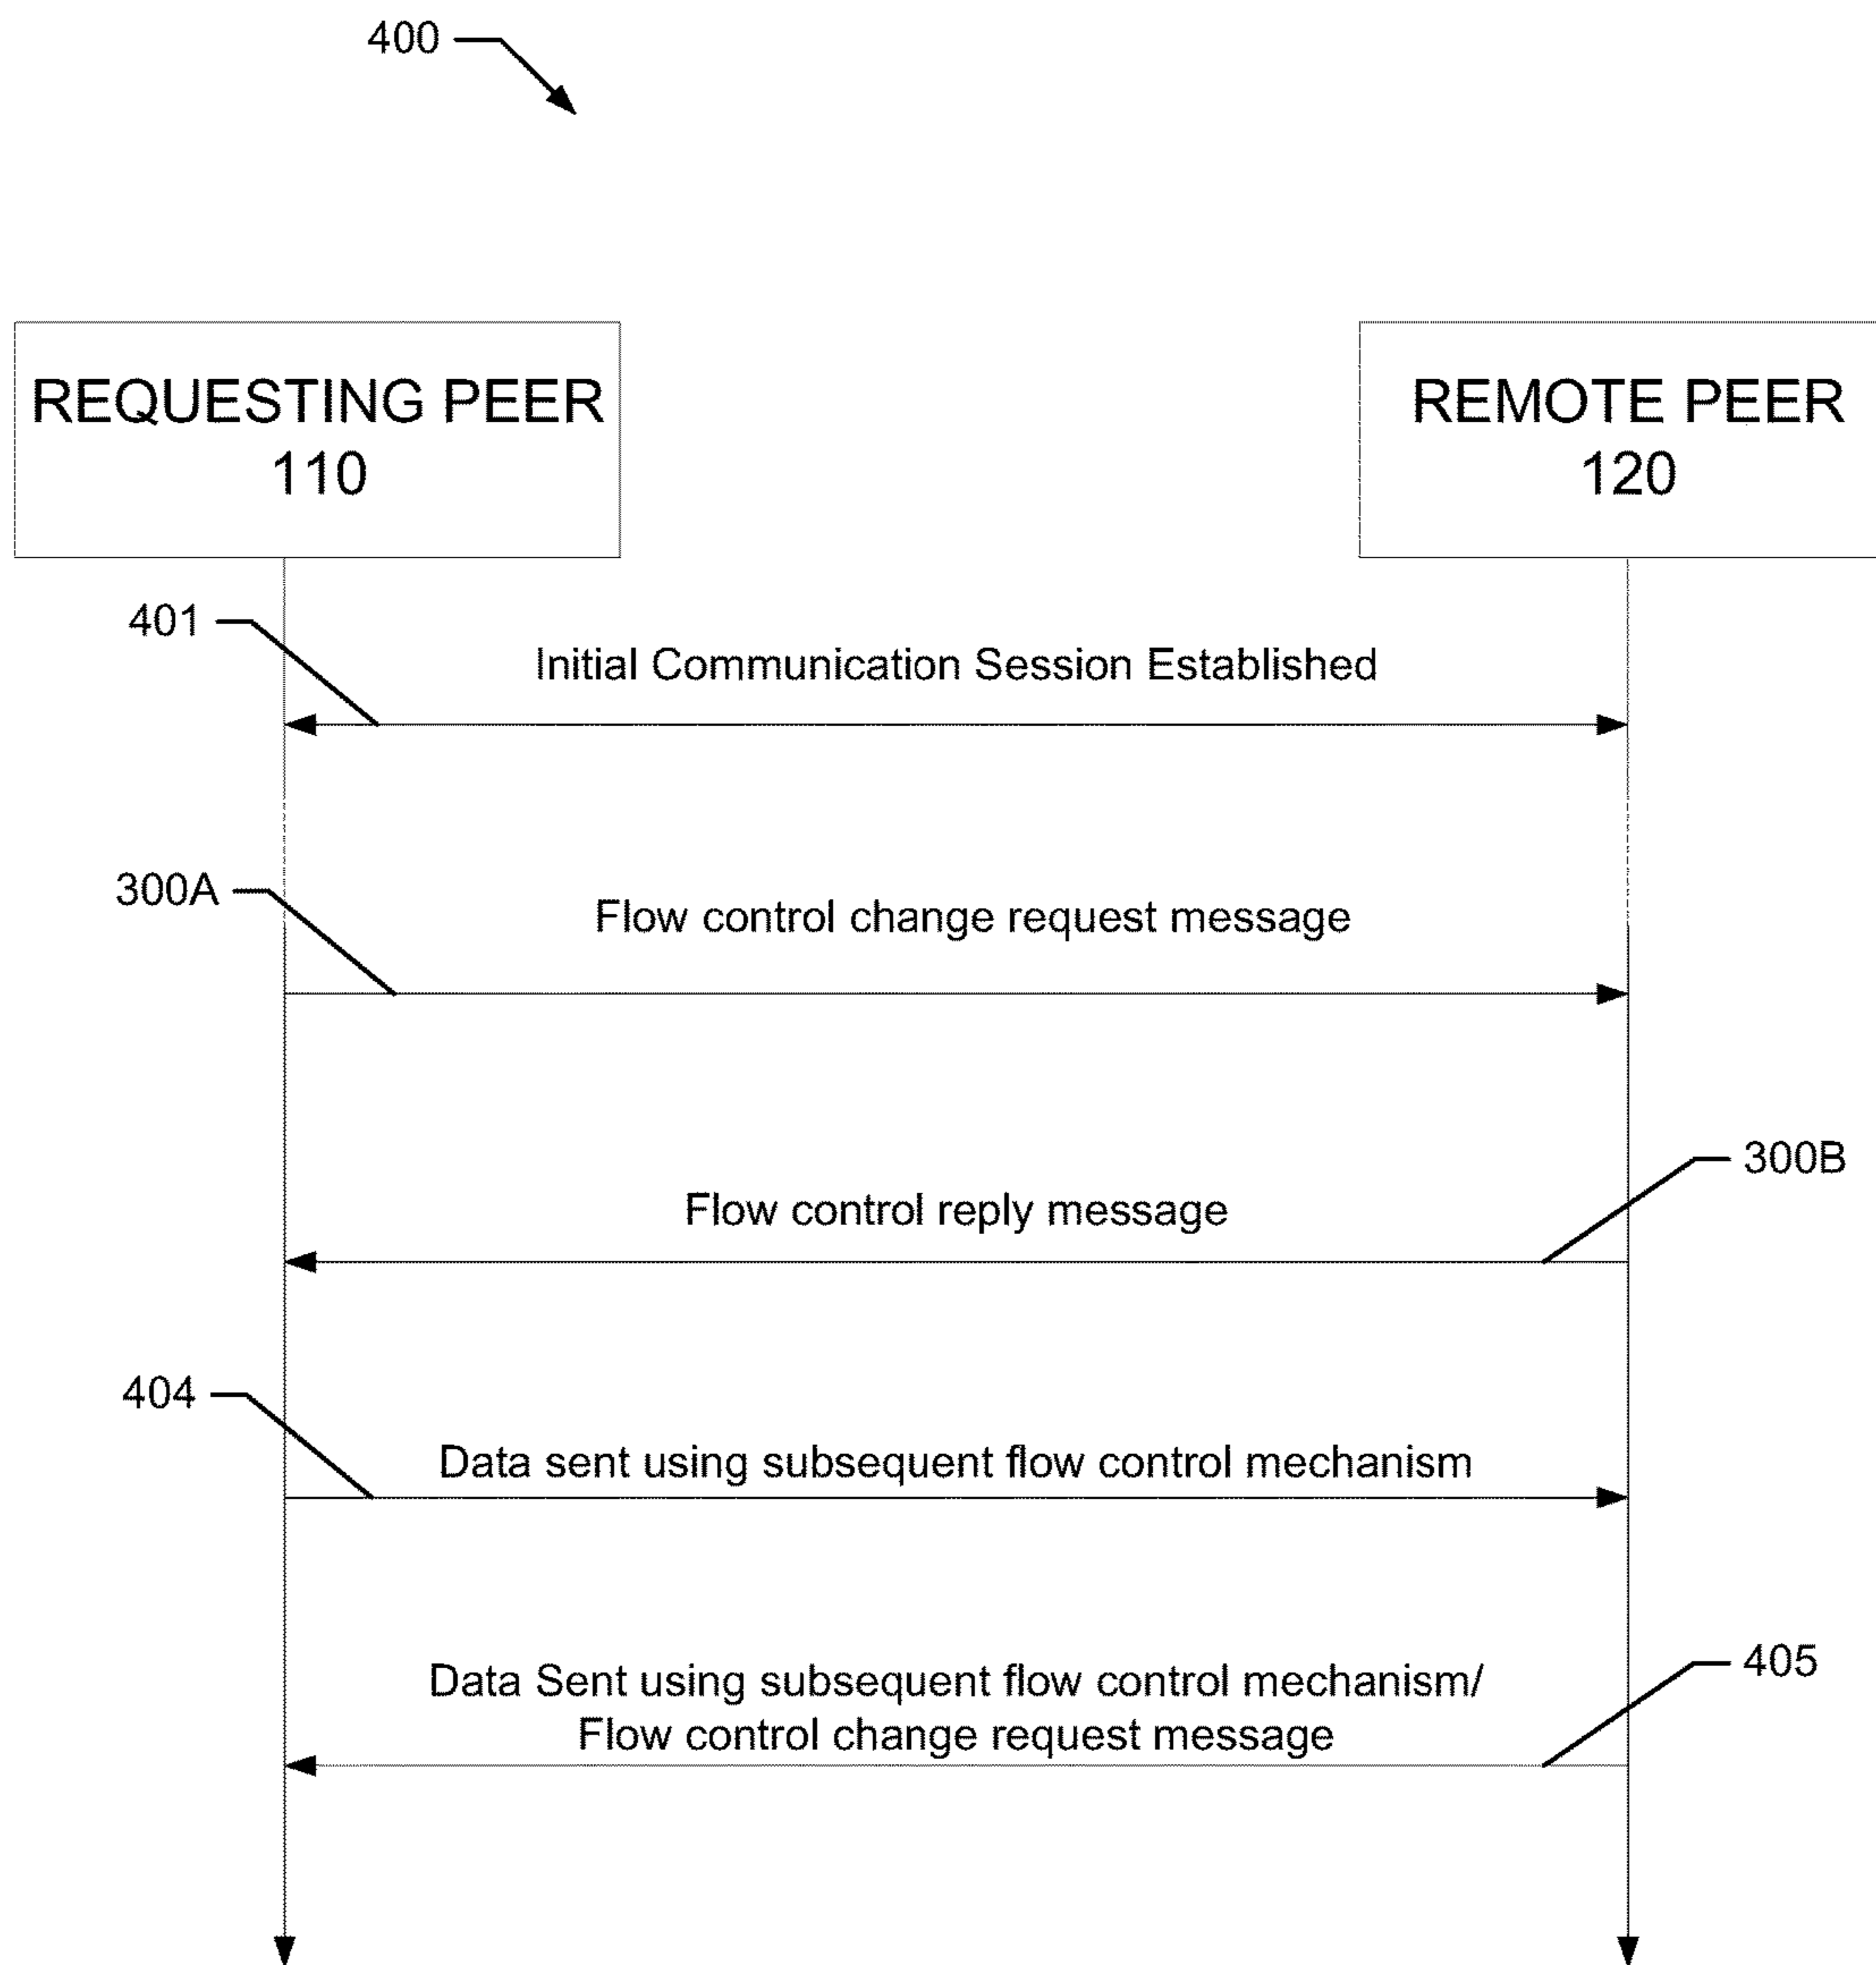 400
REQUESTING PEER
110
REMOTE PEER
120
401
Initial Communication Session Established
300A
Flow control change request message
300B
Flow control reply message
404
Data sent using subsequent flow control mechanism
405
Data Sent using subsequent flow control mechanism/
Flow control change request message